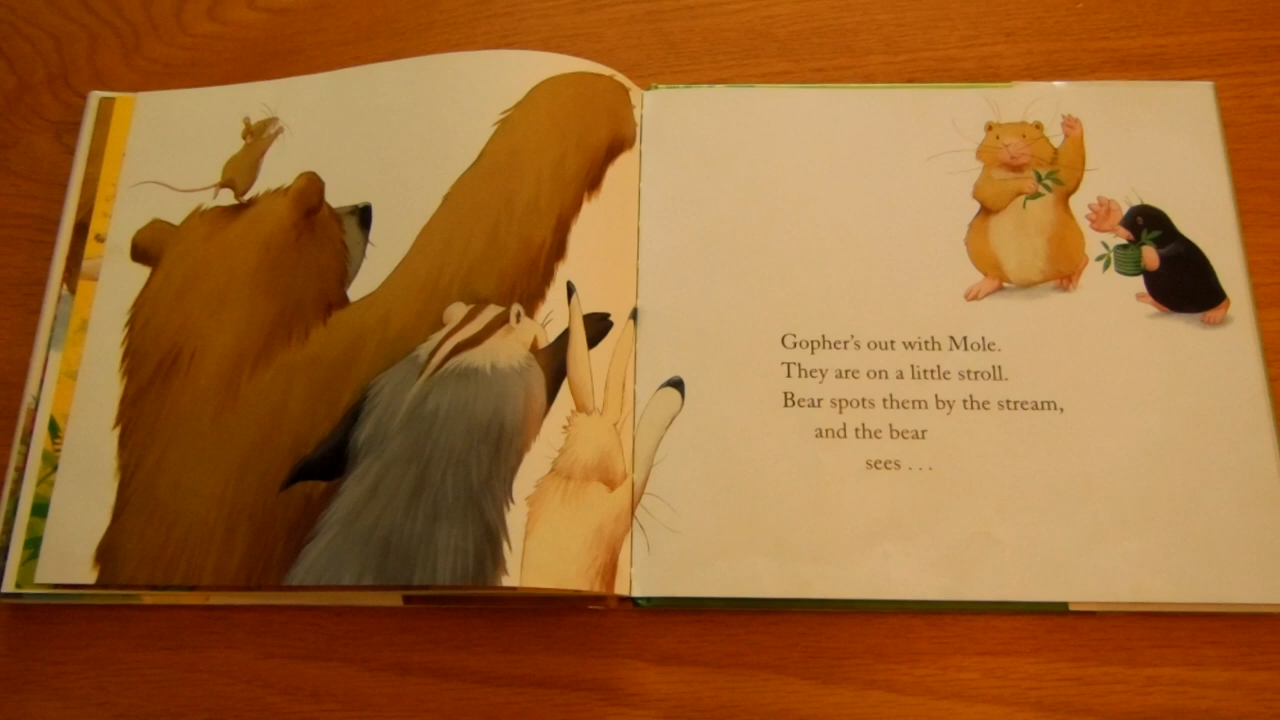 Gopher's out with Mole.
They are on a little stroll.
Bear spots them by the stream,
and the bear
sees . . .